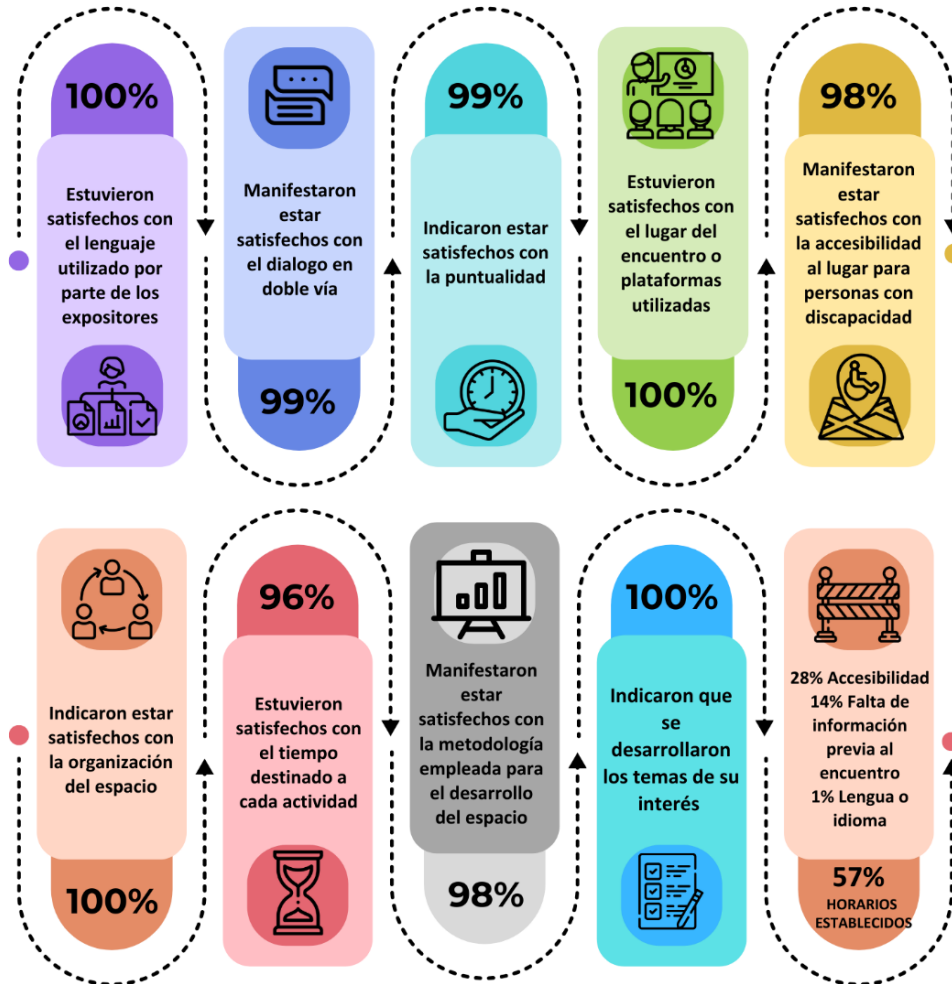 100%
Estuvieron
satisfechos con
el lenguaje
utilizado por
parte de los
expositores
Manifestaron
estar
satisfechos con
el dialogo en
doble vía
99%
99%
Indicaron estar
satisfechos con
la puntualidad
Estuvieron
satisfechos con
el lugar del
encuentro o
plataformas
utilizadas
100%
98%
Manifestaron
estar
satisfechos con
la accesibilidad
al lugar para
personas con
discapacidad
Indicaron estar
satisfechos con
la organización
del espacio
100%
96%
Estuvieron
satisfechos con
el tiempo
destinado a
cada actividad
Manifestaron
estar
satisfechos con
la metodología
empleada para
el desarrollo
del espacio
98%
100%
Indicaron que
se
desarrollaron
los temas de su
interés
28% Accesibilidad
14% Falta de
información
previa al
encuentro
1% Lengua o
idioma
57%
HORARIOS
ESTABLECIDOS